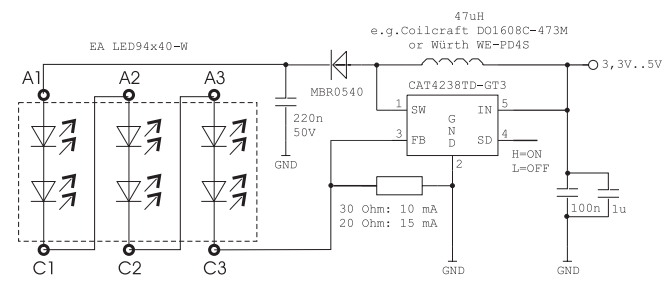 47uH
e.g.Coilcraft DO1608C-473M
or Würth WE-PD4S
EA LED94x40-W
3,3V..5V
A1
A2
A3
MBR0540
CAT4238TD-GT3
1
SW
IN
5
220n
50V
G
N
D
3
FB
SD
4
H=ON
L=OFF
2
GND
30 Ohm: 10 mA
20 Ohm: 15 mA
100n
1u
C1
C2
C3
GND
GND